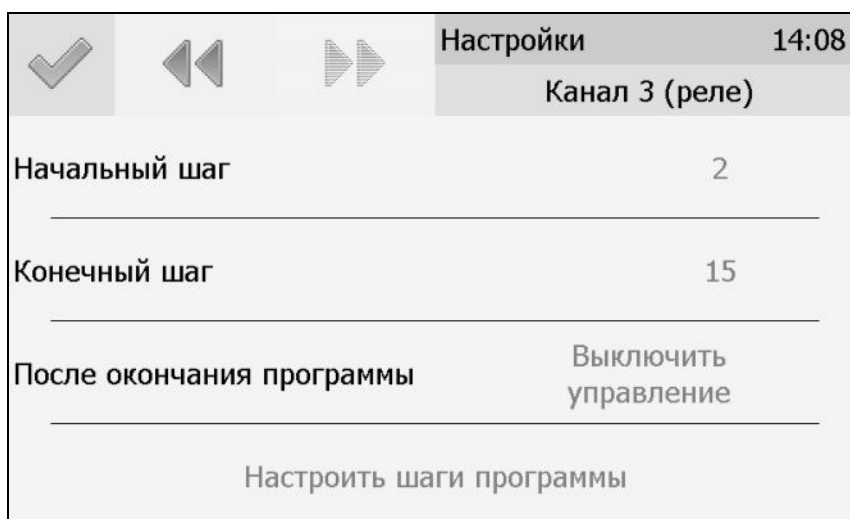 Настройки 14:08
Канал 3 (реле)
Начальный шаг 2
Конечный шаг 15
После окончания программы Выключить
управление
Настроить шаги программы